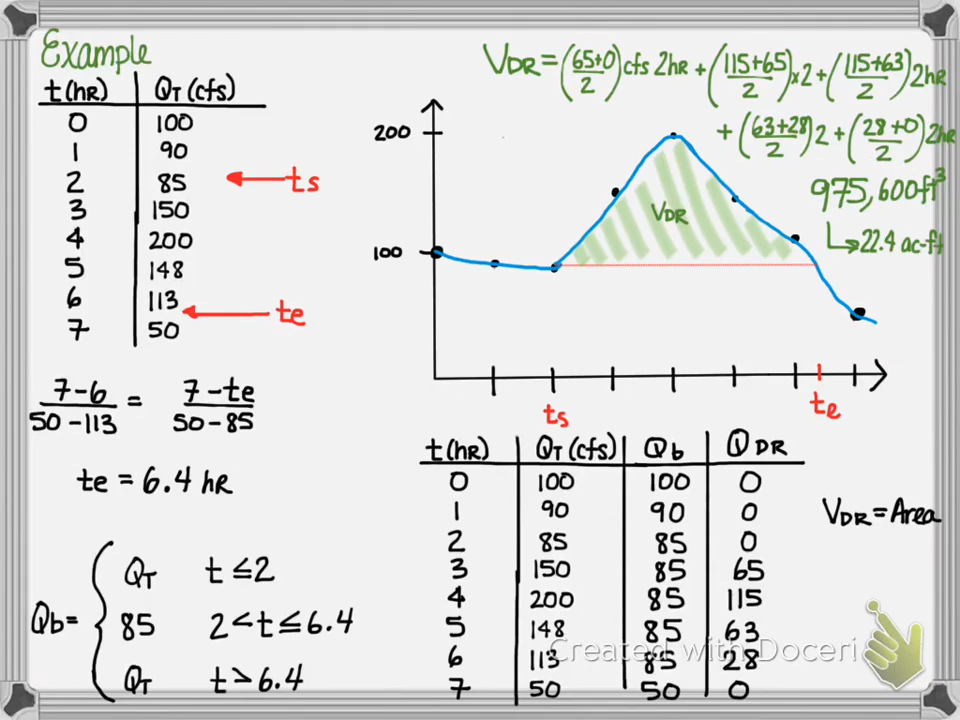 Example
t (HR) QT (cfs)
0 100
1 90
2 85 ts
3 150
4 200
5 148
6 113
7 50 te
7-6 / 50-113 = 7-te / 50-85
te = 6.4 HR
Qb = { QT t ≤ 2
85 2 < t ≤ 6.4
QT t > 6.4
VDR = (65+0 / 2) cfs 2HR + (115+65 / 2) x 2 + (115+63 / 2) 2HR
+ (63+28 / 2) 2 + (28+0 / 2) 2HR
975,600 ft³
↳ 22.4 ac-ft
200
100
VDR
ts te
t (HR) QT (cfs) Qb QDR
0 100 100 0
1 90 90 0
2 85 85 0
3 150 85 65
4 200 85 115
5 148 85 63
6 113 85 28
7 50 50 0
VDR = Area
Created with Doceri